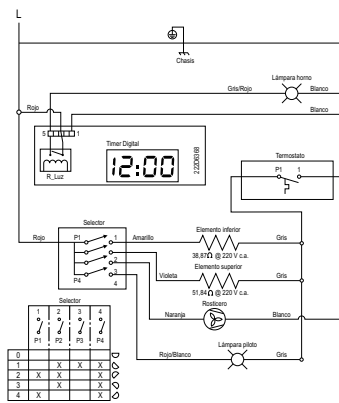 L
Chasis
Lámpara horno
Gris/Rojo
Blanco
Rojo
Blanco
5
1
Timer Digital
12:00
R_Luz
Termostato
P1 1
Selector
Rojo
P1
1
Amarillo
Elemento inferior
Gris
38,87Ω @ 220 V c.a.
2
Violeta
Elemento superior
Gris
51,84 Ω @ 220 V c.a.
Rosticero
Naranja
Blanco
P4
3
4
Rojo/Blanco
Lámpara piloto
Gris
Selector
1 2 3 4
P1 P2 P3 P4
0
1 X X X
2 X X X
3 X X
4 X X